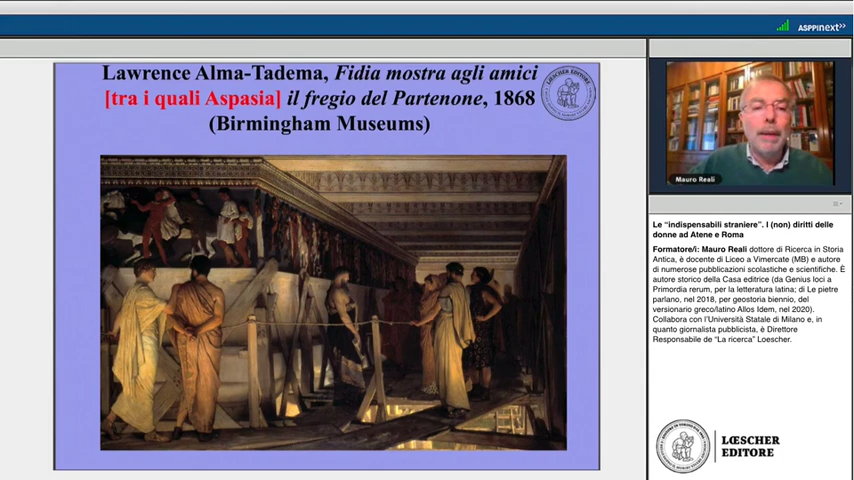 ASPPInext>>
Lawrence Alma-Tadema, Fidia mostra agli amici
[tra i quali Aspasia] il fregio del Partenone, 1868
(Birmingham Museums)
LOESCHER EDITORE
Mauro Reali
Le “indispensabili straniere”. I (non) diritti delle
donne ad Atene e Roma
Formatore/i: Mauro Reali dottore di Ricerca in Storia
Antica, è docente di Liceo a Vimercate (MB) e autore
di numerose pubblicazioni scolastiche e scientifiche. È
autore storico della Casa editrice (da Genius loci a
Primordia rerum, per la letteratura latina; di Le pietre
parlano, nel 2018, per geostoria biennio, del
versionario greco/latino Allos Idem, nel 2020).
Collabora con l’Università Statale di Milano e, in
quanto giornalista pubblicista, è Direttore
Responsabile de “La ricerca” Loescher.
LŒSCHER
EDITORE